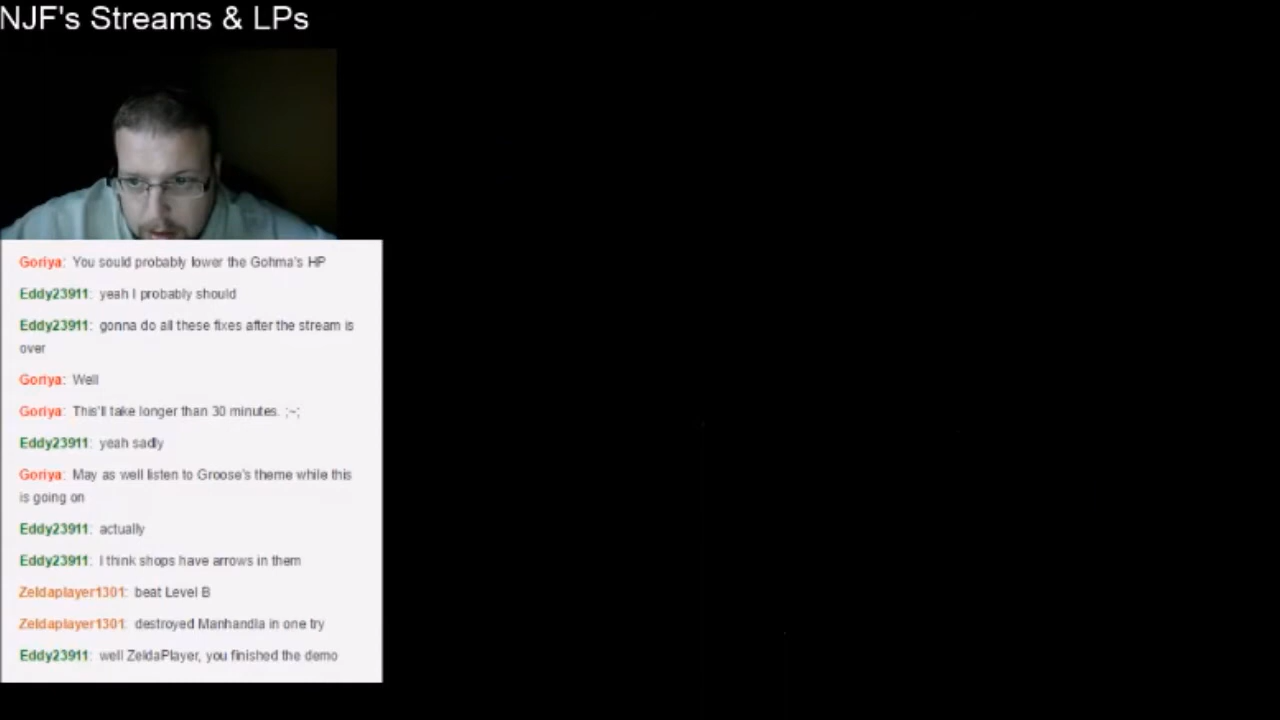 NJF's Streams & LPs
Goriya: You sould probably lower the Gohma's HP
Eddy23911: yeah I probably should
Eddy23911: gonna do all these fixes after the stream is
over
Goriya: Well
Goriya: This'll take longer than 30 minutes. ;~;
Eddy23911: yeah sadly
Goriya: May as well listen to Groose's theme while this
is going on
Eddy23911: actually
Eddy23911: I think shops have arrows in them
Zeldaplayer1301: beat Level B
Zeldaplayer1301: destroyed Manhandla in one try
Eddy23911: well ZeldaPlayer, you finished the demo